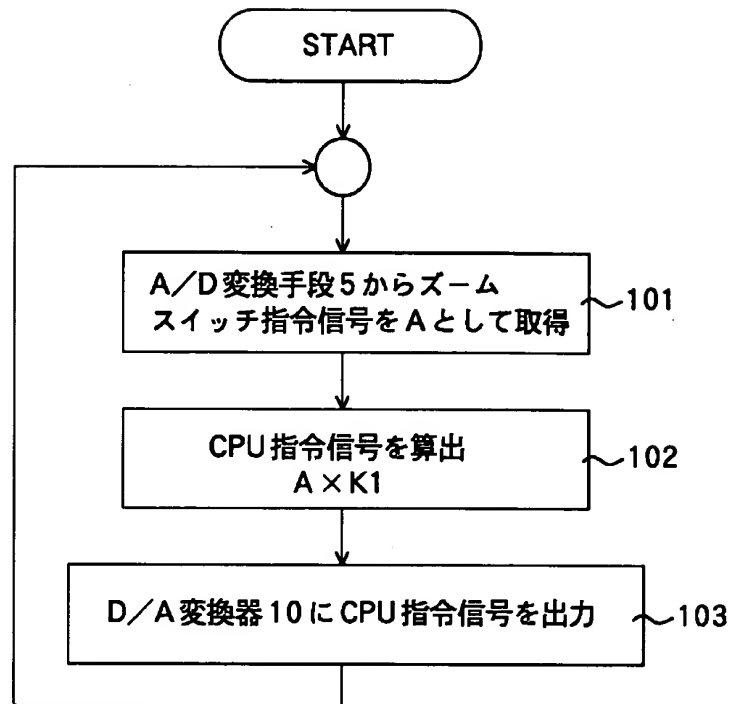 START
A／D変換手段5からズーム
スイッチ指令信号をAとして取得
101
CPU指令信号を算出
A×K1
102
D／A変換器10にCPU指令信号を出力
103